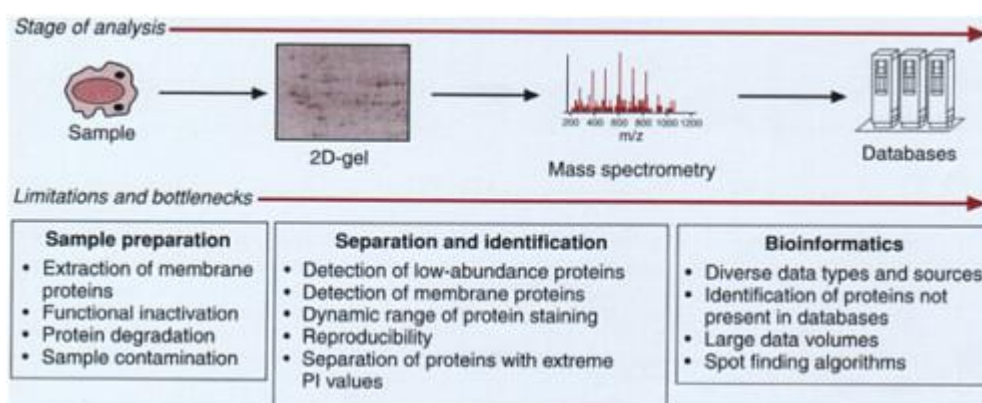 Stage of analysis
Sample
2D-gel
200 400 600 800 1000 1200
m/z
Mass spectrometry
Databases
Limitations and bottlenecks
Sample preparation
• Extraction of membrane
proteins
• Functional inactivation
• Protein degradation
• Sample contamination
Separation and identification
• Detection of low-abundance proteins
• Detection of membrane proteins
• Dynamic range of protein staining
• Reproducibility
• Separation of proteins with extreme
PI values
Bioinformatics
• Diverse data types and sources
• Identification of proteins not
present in databases
• Large data volumes
• Spot finding algorithms